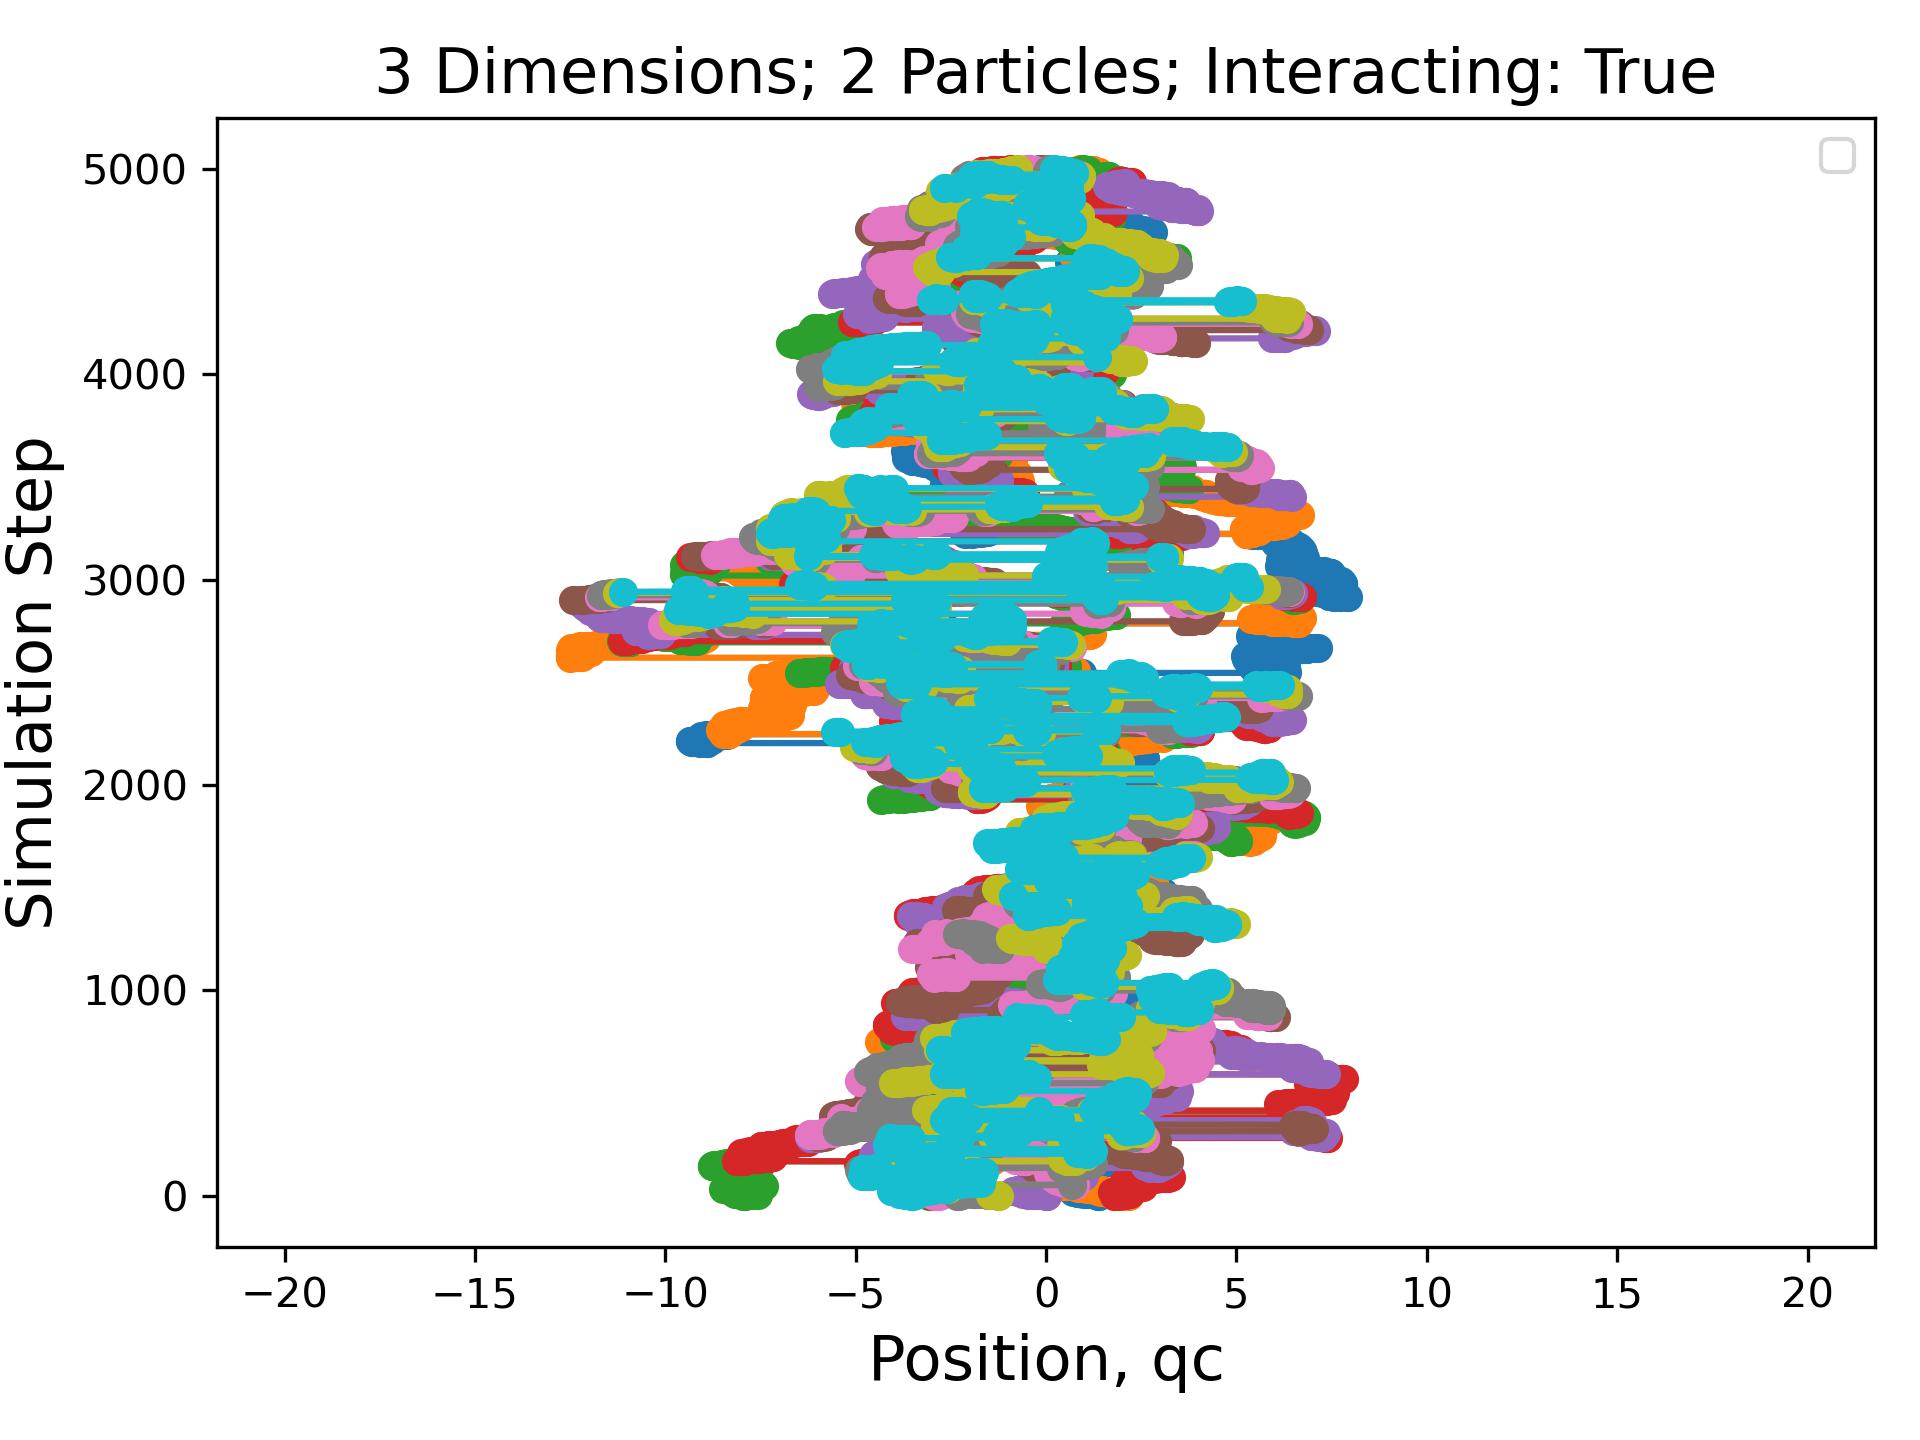 3 Dimensions; 2 Particles; Interacting: True
Simulation Step
5000
4000
3000
2000
1000
0
−20 −15 −10 −5 0 5 10 15 20
Position, qc